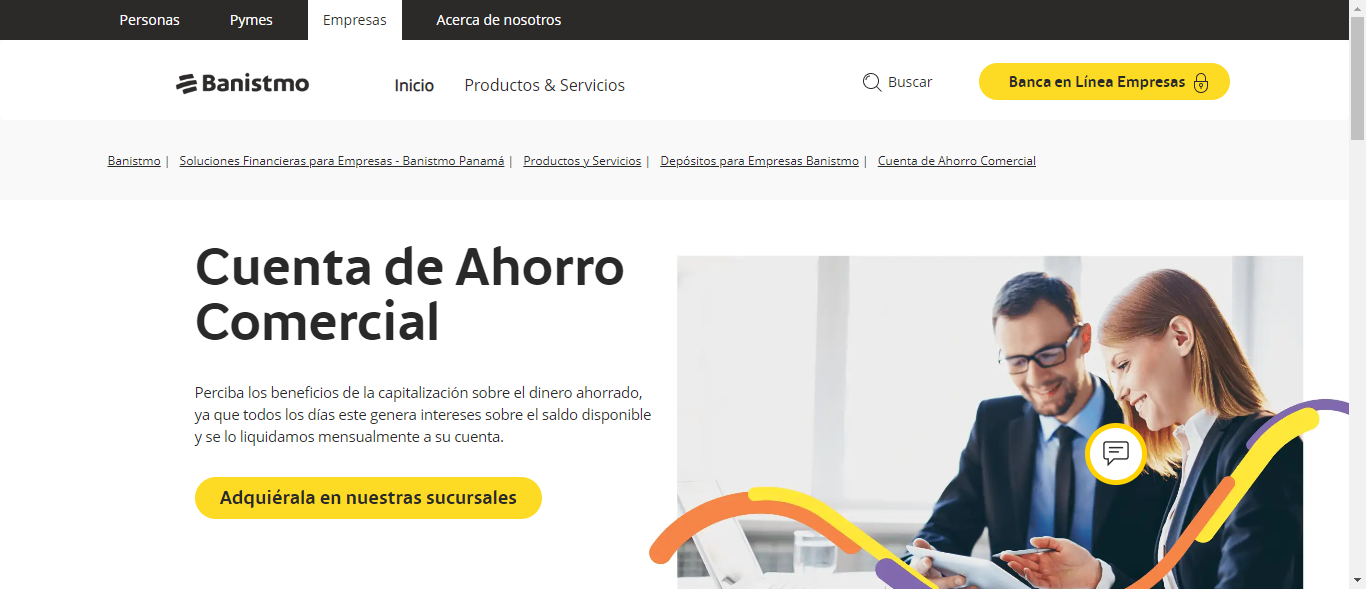 Personas Pymes Empresas Acerca de nosotros
Banistmo Inicio Productos & Servicios Buscar Banca en Línea Empresas
Banistmo | Soluciones Financieras para Empresas - Banistmo Panamá | Productos y Servicios | Depósitos para Empresas Banistmo | Cuenta de Ahorro Comercial
Cuenta de Ahorro
Comercial
Perciba los beneficios de la capitalización sobre el dinero ahorrado,
ya que todos los días este genera intereses sobre el saldo disponible
y se lo liquidamos mensualmente a su cuenta.
Adquiérala en nuestras sucursales